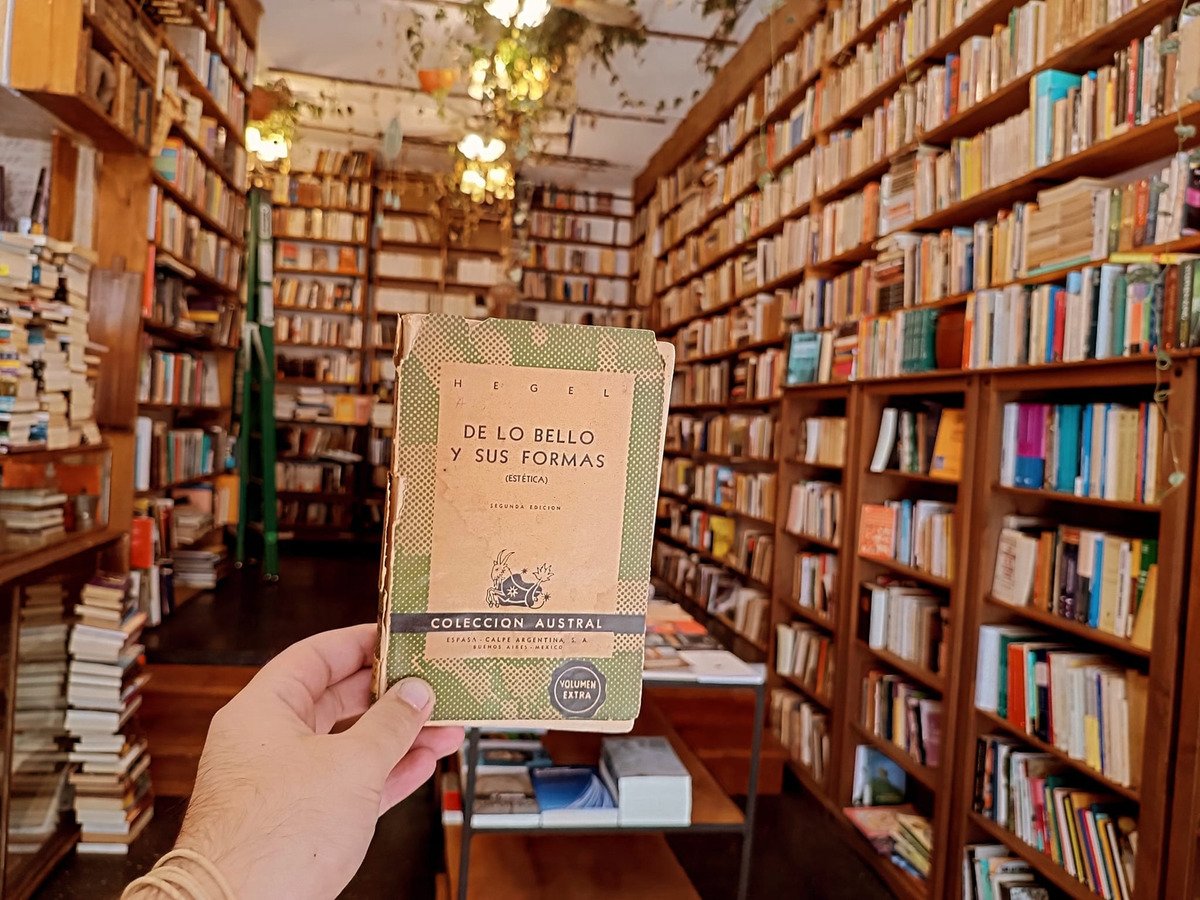 HEGEL
DE LO BELLO
Y SUS FORMAS
(ESTÉTICA)
SEGUNDA EDICION
COLECCION AUSTRAL
ESPASA-CALPE ARGENTINA, S. A.
BUENOS AIRES-MEXICO
VOLUMEN
EXTRA